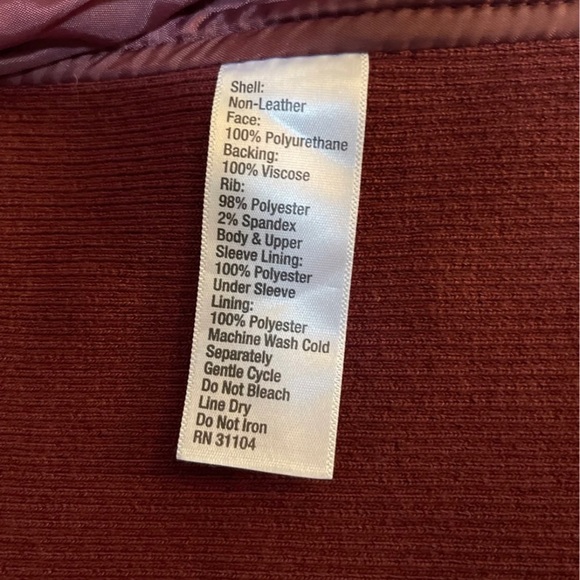 Shell:
Non-Leather
Face:
100% Polyurethane
Backing:
100% Viscose
Rib:
98% Polyester
2% Spandex
Body & Upper
Sleeve Lining:
100% Polyester
Under Sleeve
Lining:
100% Polyester
Machine Wash Cold
Separately
Gentle Cycle
Do Not Bleach
Line Dry
Do Not Iron
RN 31104